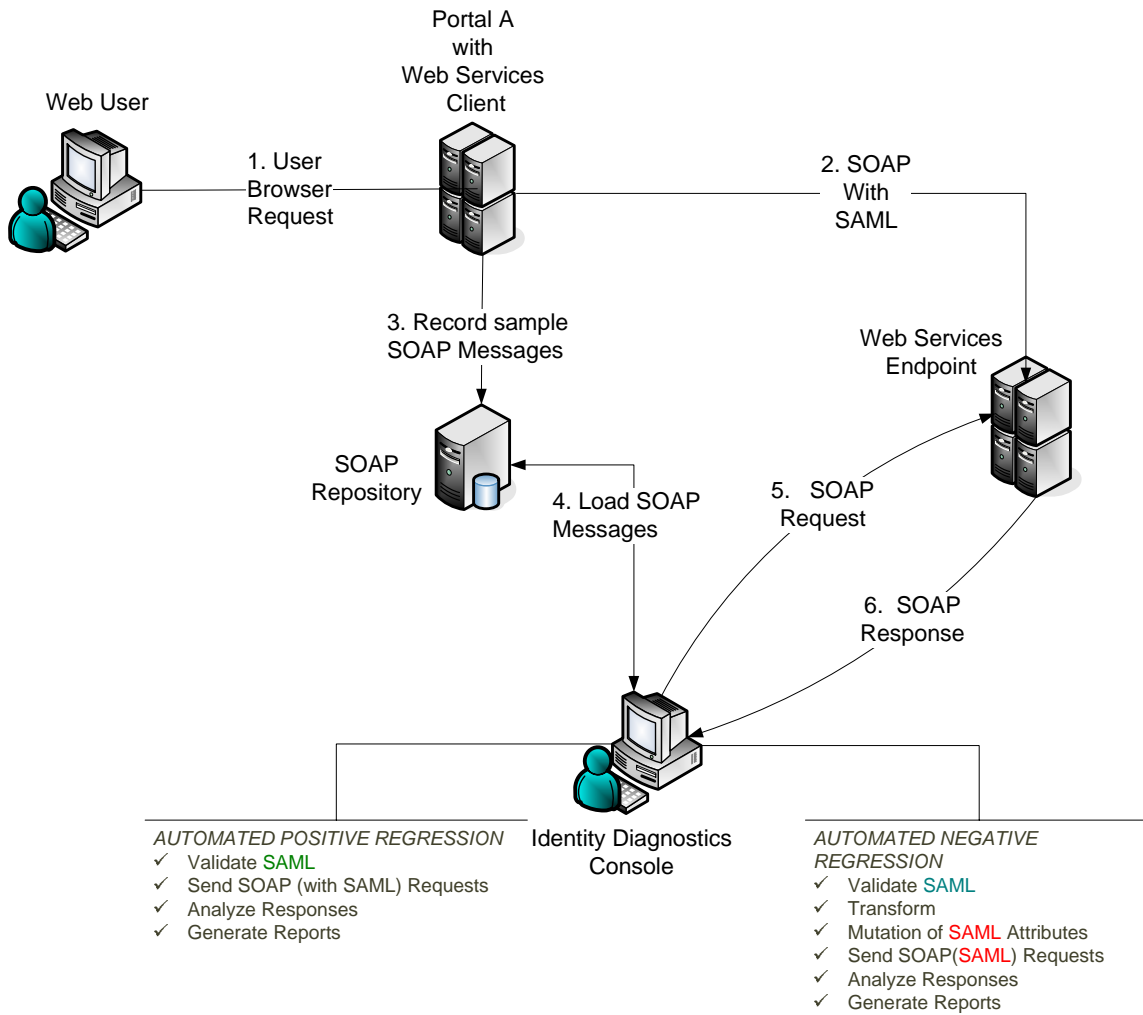 Portal A
with
Web Services
Client
Web User
1. User
Browser
Request
2. SOAP
With
SAML
3. Record sample
SOAP Messages
Web Services
Endpoint
SOAP
Repository
4. Load SOAP
Messages
5. SOAP
Request
6. SOAP
Response
Identity Diagnostics
Console
AUTOMATED POSITIVE REGRESSION
✓ Validate SAML
✓ Send SOAP (with SAML) Requests
✓ Analyze Responses
✓ Generate Reports
AUTOMATED NEGATIVE
REGRESSION
✓ Validate SAML
✓ Transform
✓ Mutation of SAML Attributes
✓ Send SOAP(SAML) Requests
✓ Analyze Responses
✓ Generate Reports